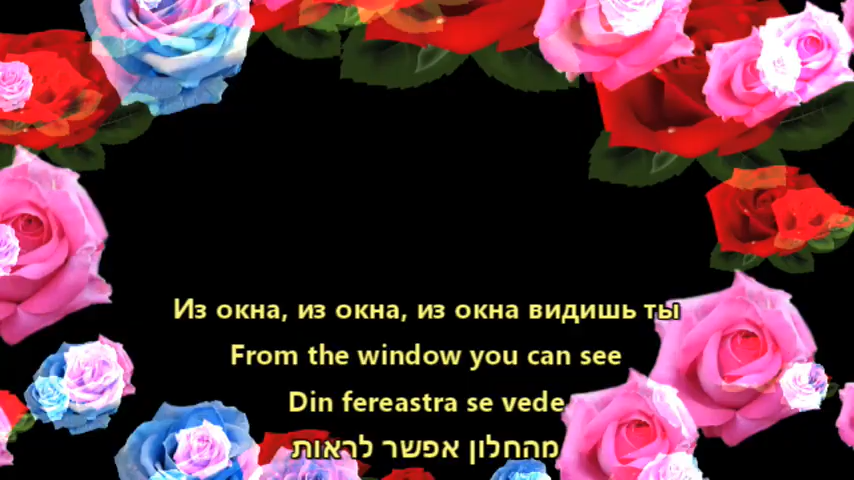 Из окна, из окна, из окна видишь ты
From the window you can see
Din fereastra se vede
מהחלון אפשר לראות